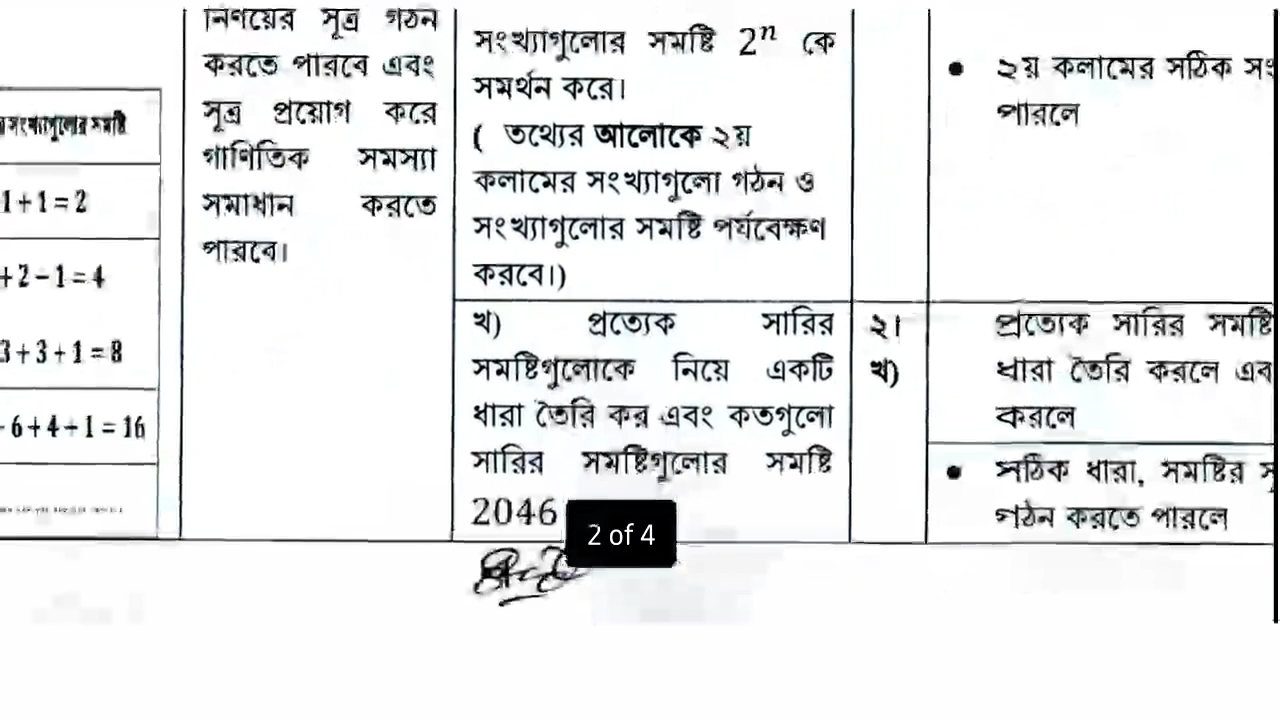 নির্ণয়ের সূত্র গঠন
করতে পারবে এবং
সূত্র প্রয়োগ করে
গাণিতিক সমস্যা
সমাধান করতে
পারবে।
সংখ্যাগুলোর সমষ্টি
1 + 1 = 2
+ 2 - 1 = 4
3 + 3 + 1 = 8
- 6 + 4 + 1 = 16
সংখ্যাগুলোর সমষ্টি 2ⁿ কে
সমর্থন করে।
( তথ্যের আলোকে ২য়
কলামের সংখ্যাগুলো গঠন ও
সংখ্যাগুলোর সমষ্টি পর্যবেক্ষণ
করবে।)
খ) প্রত্যেক সারির
সমষ্টিগুলোকে নিয়ে একটি
ধারা তৈরি কর এবং কতগুলো
সারির সমষ্টিগুলোর সমষ্টি
2046
২।
খ)
• ২য় কলামের সঠিক
পারলে
প্রত্যেক সারির সমষ্টি
ধারা তৈরি করলে
করলে
• সঠিক ধারা, সমষ্টির
গঠন করতে পারলে
2 of 4